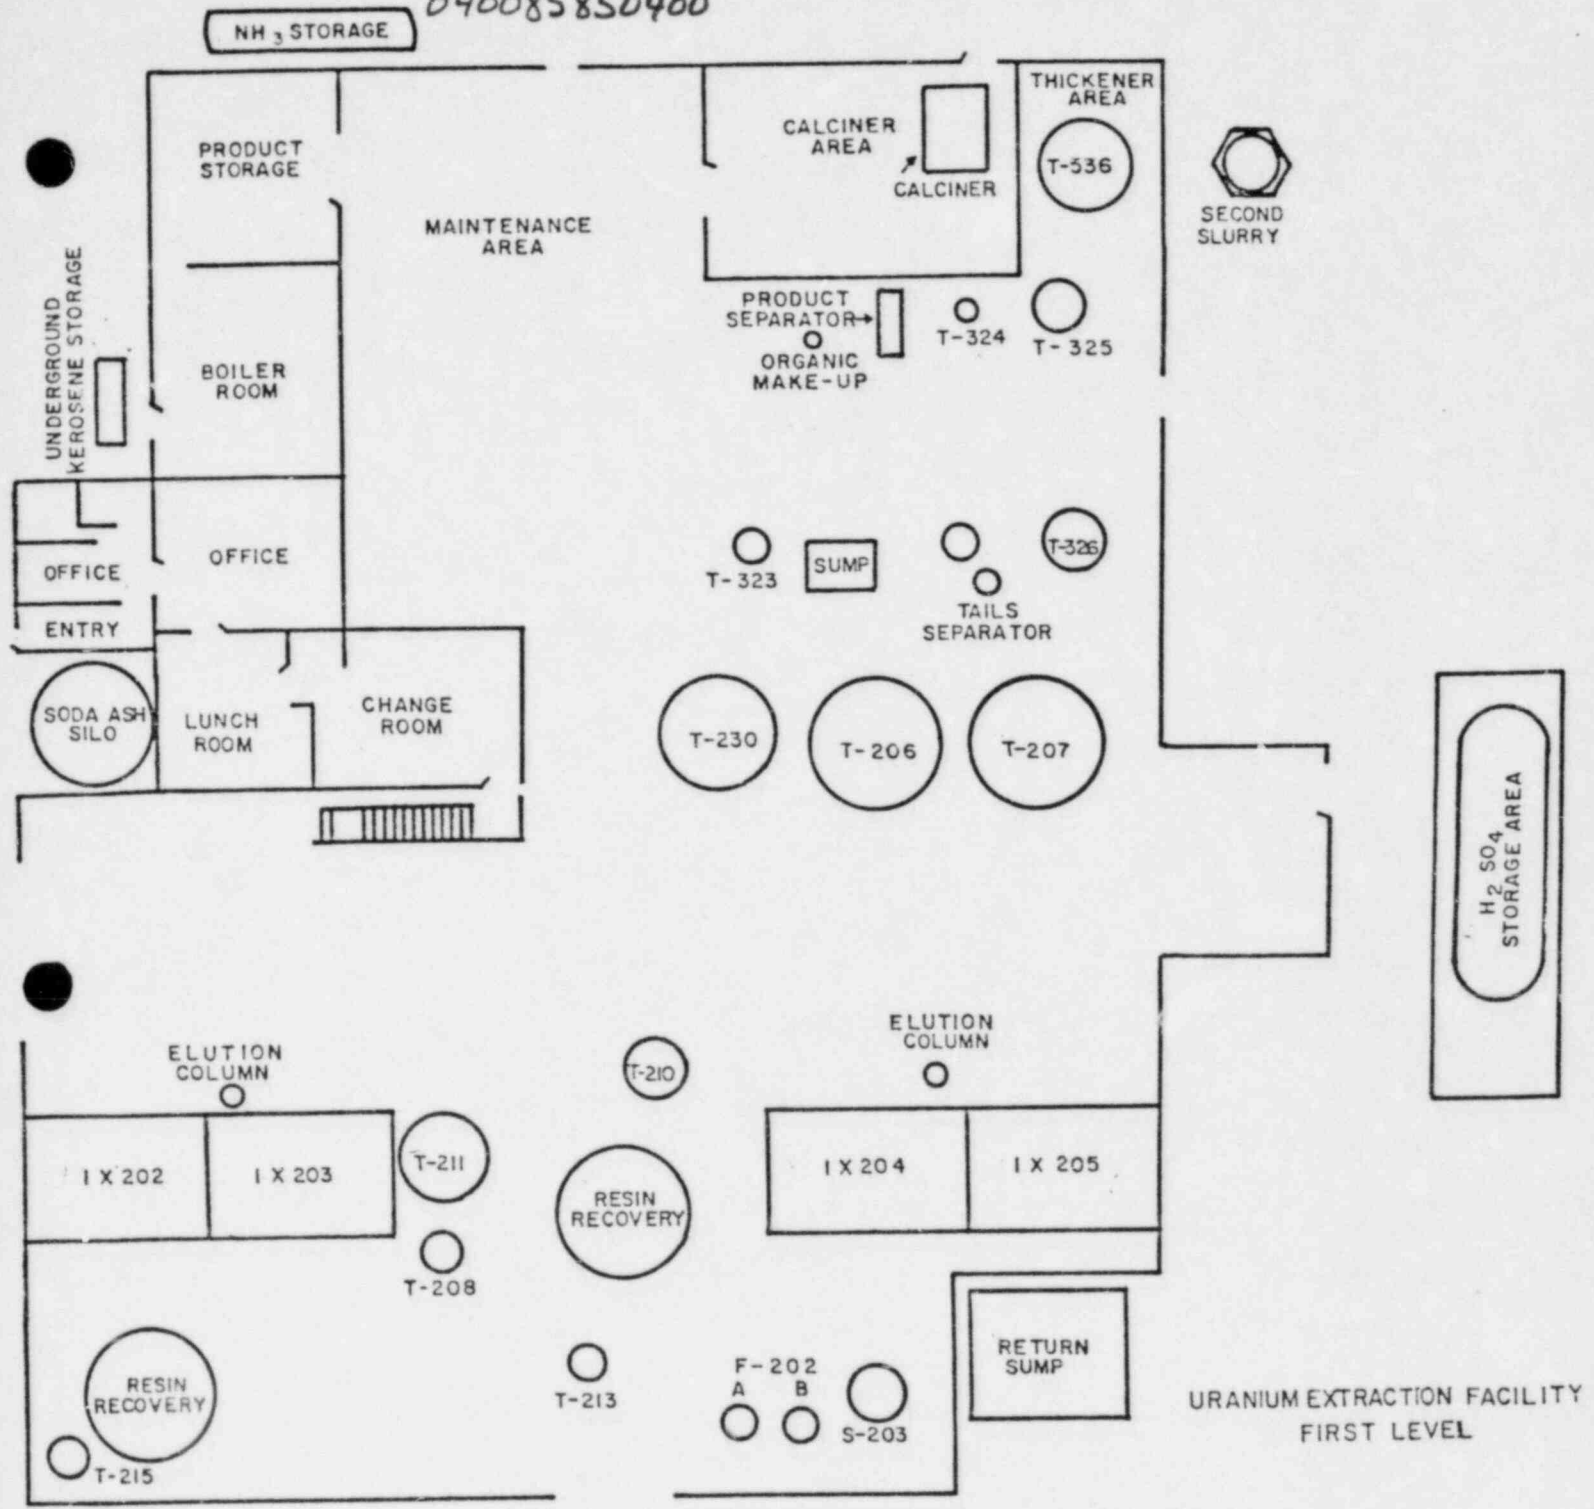 040085850400
NH3 STORAGE
THICKENER
AREA
PRODUCT
STORAGE
CALCINER
AREA
T-536
CALCINER
MAINTENANCE
AREA
SECOND
SLURRY
UNDERGROUND
KEROSENE STORAGE
PRODUCT
SEPARATOR
T-324
T-325
ORGANIC
MAKE-UP
BOILER
ROOM
OFFICE
OFFICE
T-323
SUMP
T-326
TAILS
SEPARATOR
ENTRY
SODA ASH
SILO
LUNCH
ROOM
CHANGE
ROOM
T-230
T-206
T-207
H2 SO4
STORAGE AREA
ELUTION
COLUMN
T-210
ELUTION
COLUMN
I X 202
I X 203
T-211
RESIN
RECOVERY
I X 204
I X 205
T-208
RESIN
RECOVERY
T-215
T-213
F-202
A B
S-203
RETURN
SUMP
URANIUM EXTRACTION FACILITY
FIRST LEVEL